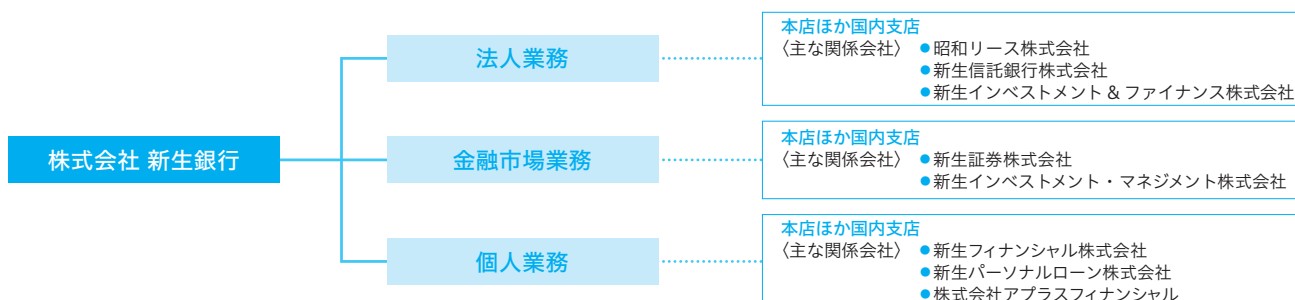 株式会社 新生銀行
法人業務
本店ほか国内支店
〈主な関係会社〉 ●昭和リース株式会社
●新生信託銀行株式会社
●新生インベストメント & ファイナンス株式会社
金融市場業務
本店ほか国内支店
〈主な関係会社〉 ●新生証券株式会社
●新生インベストメント・マネジメント株式会社
個人業務
本店ほか国内支店
〈主な関係会社〉 ●新生フィナンシャル株式会社
●新生パーソナルローン株式会社
●株式会社アプラスフィナンシャル